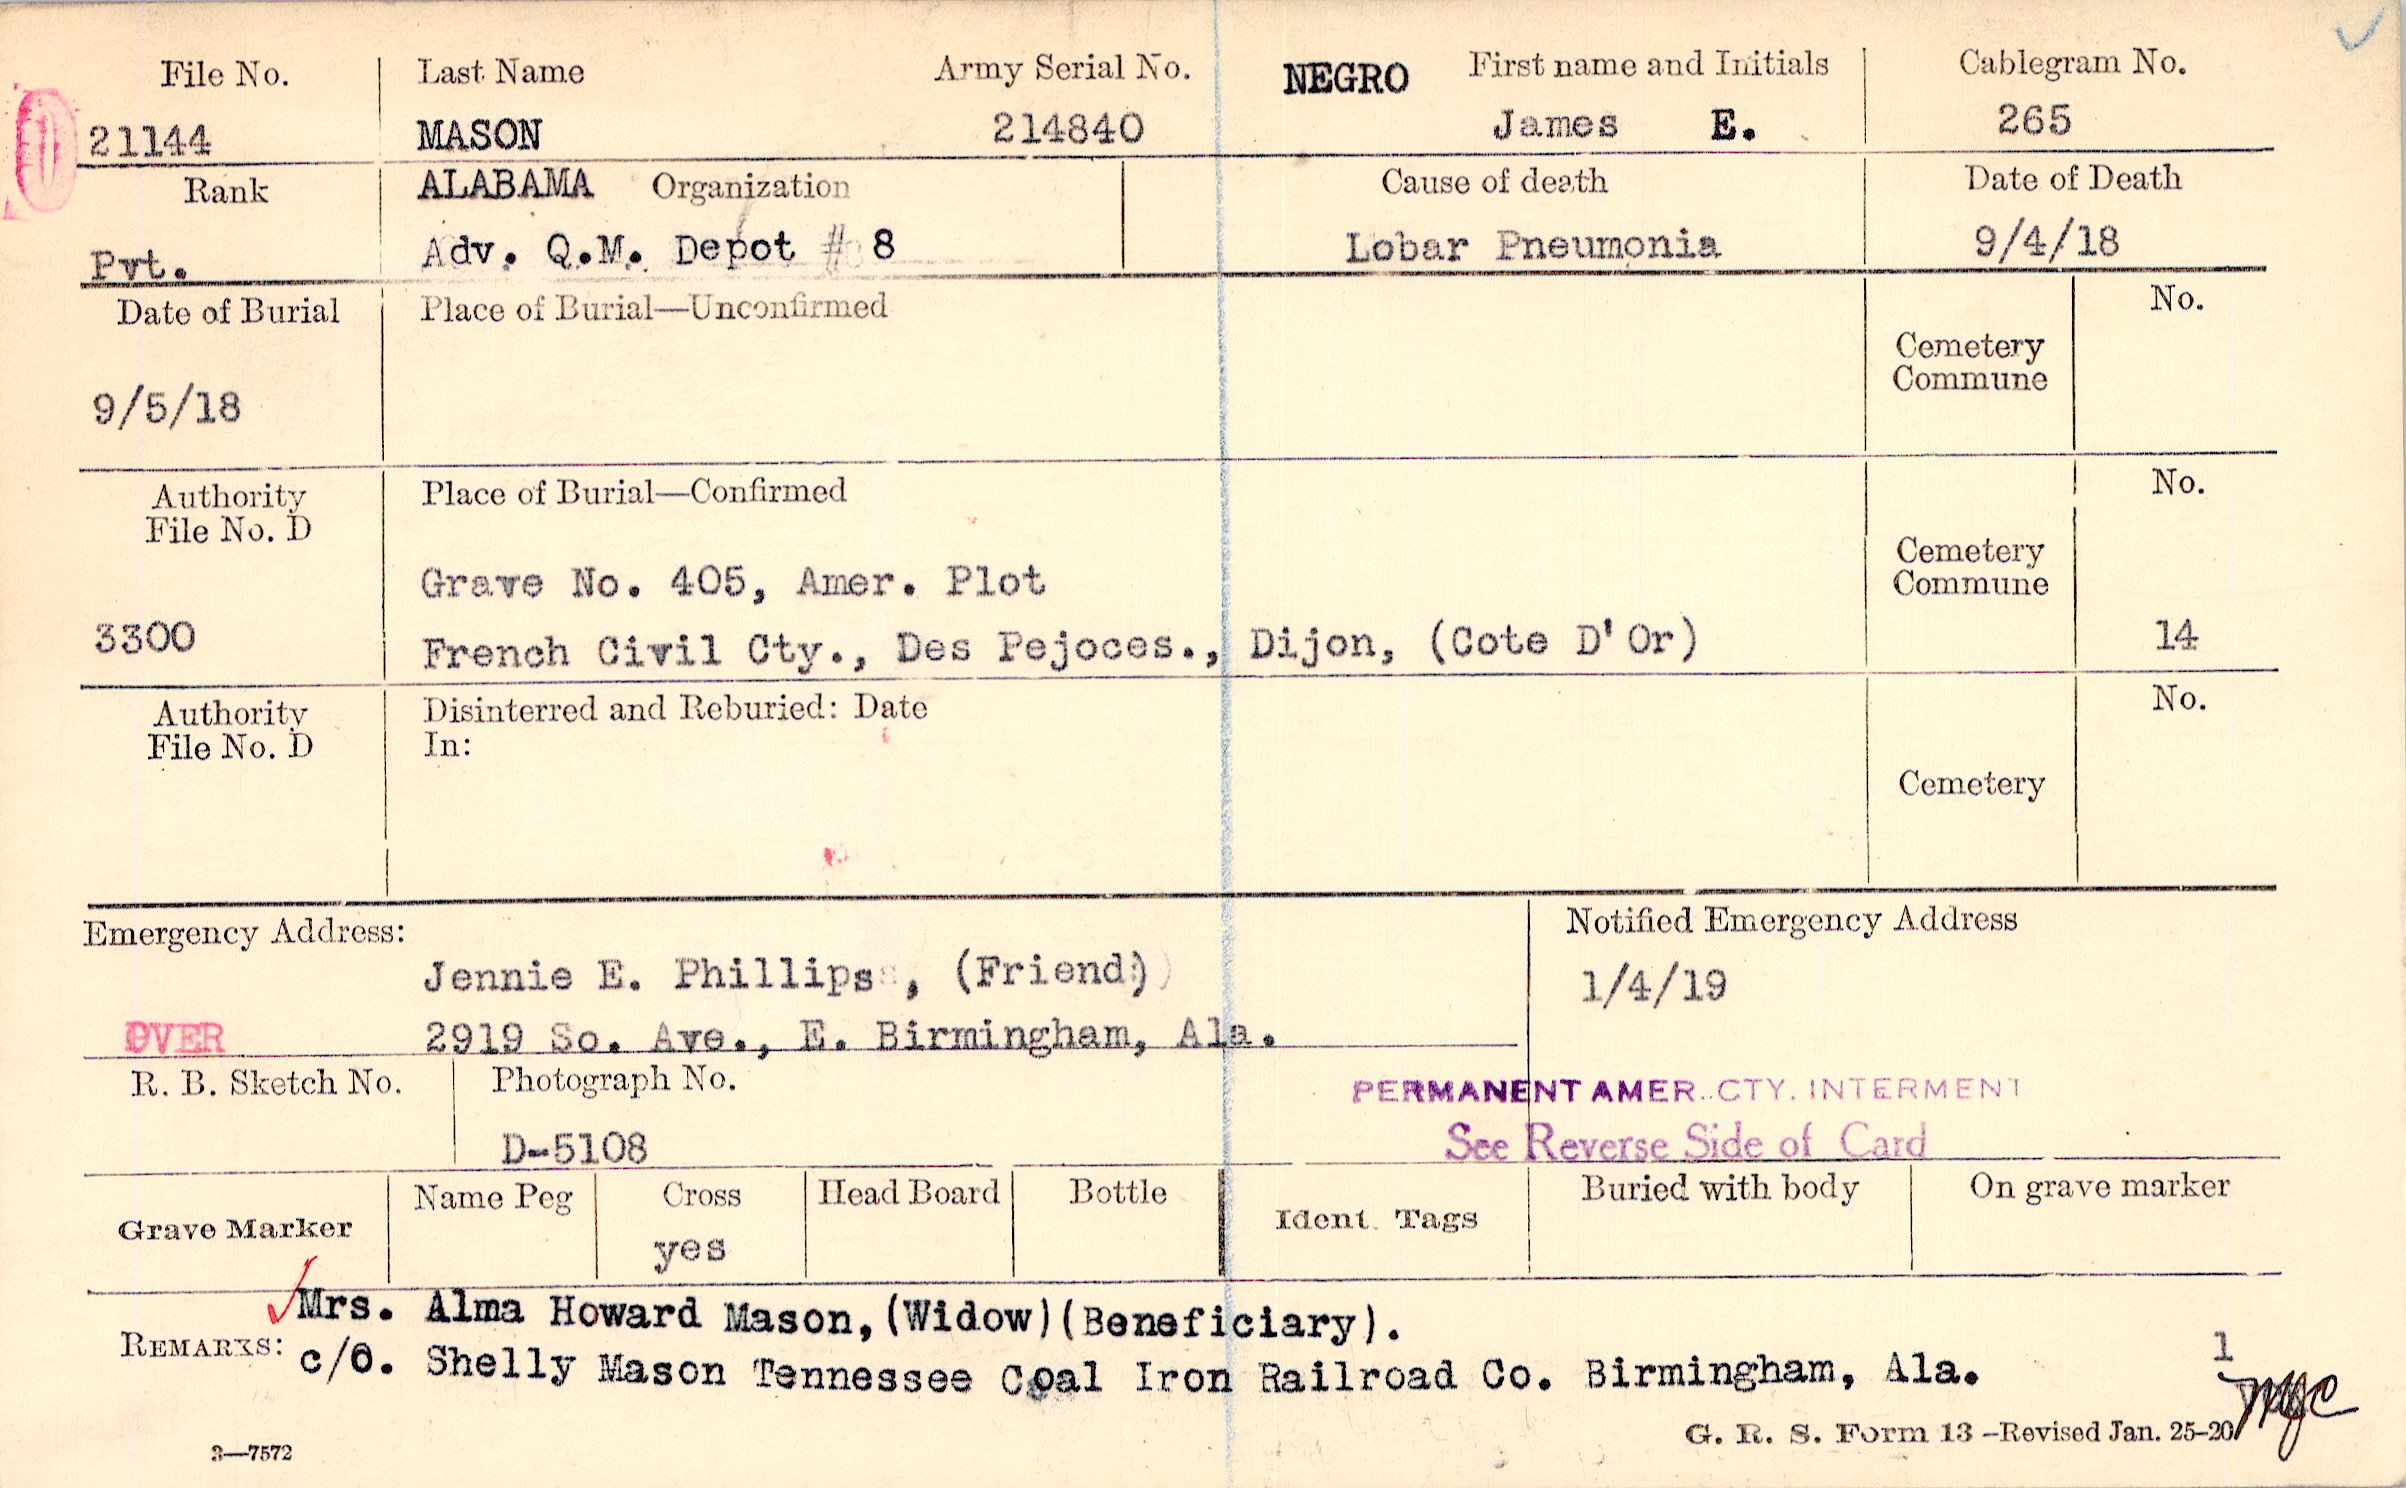 File No. Last Name Army Serial No. NEGRO First name and Initials Cablegram No.
21144 MASON 214840 James E. 265
Rank ALABAMA Organization Cause of death Date of Death
Pvt. Adv. Q.M. Depot # 8 Lobar Pneumonia 9/4/18
Date of Burial Place of Burial—Unconfirmed No.
Cemetery
Commune
9/5/18
Authority Place of Burial—Confirmed No.
File No. D
Cemetery
Grave No. 405, Amer. Plot Commune
3300 French Civil Cty., Des Pejoces., Dijon, (Cote D'Or) 14
Authority Disinterred and Reburied: Date No.
File No. D In:
Cemetery
Emergency Address: Notified Emergency Address
Jennie E. Phillips, (Friend) 1/4/19
OVER 2919 So. Ave., E. Birmingham, Ala.
R. B. Sketch No. Photograph No. PERMANENT AMER. CTY. INTERMENT
D-5108 See Reverse Side of Card
Grave Marker Name Peg Cross Head Board Bottle Ident. Tags Buried with body On grave marker
yes
Mrs. Alma Howard Mason, (Widow)(Beneficiary).
REMARKS: c/O. Shelly Mason Tennessee Coal Iron Railroad Co. Birmingham, Ala. 1
3—7572 G. R. S. Form 13 —Revised Jan. 25-20